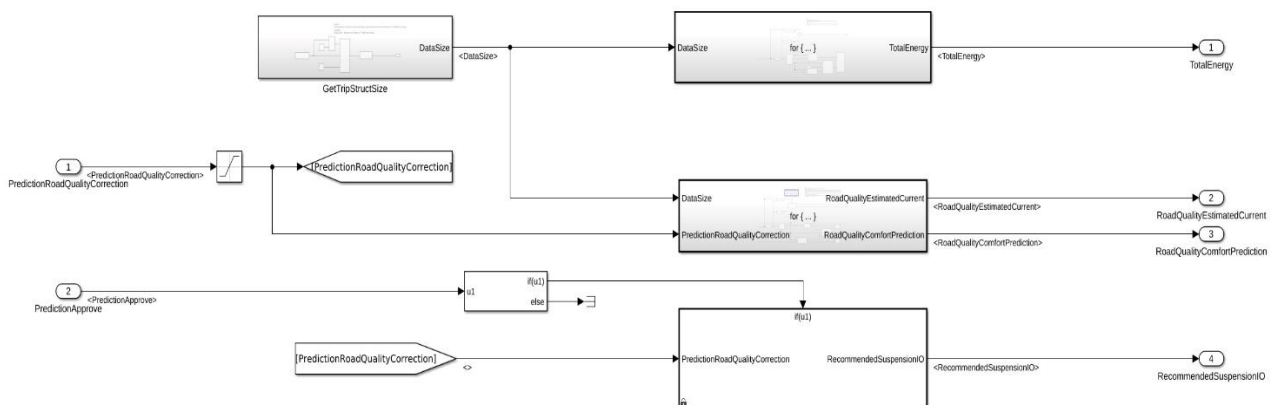 DataSize
<DataSize>
GetTripStructSize
DataSize
for { ... }
TotalEnergy
<TotalEnergy>
1
TotalEnergy
1
<PredictionRoadQualityCorrection>
PredictionRoadQualityCorrection
[PredictionRoadQualityCorrection]
DataSize
for { ... }
PredictionRoadQualityCorrection
RoadQualityEstimatedCurrent
<RoadQualityEstimatedCurrent>
RoadQualityComfortPrediction
<RoadQualityComfortPrediction>
2
RoadQualityEstimatedCurrent
3
RoadQualityComfortPrediction
2
<PredictionApprove>
PredictionApprove
u1
if(u1)
else
if(u1)
[PredictionRoadQualityCorrection]
<>
PredictionRoadQualityCorrection
RecommendedSuspensionIO
<RecommendedSuspensionIO>
4
RecommendedSuspensionIO